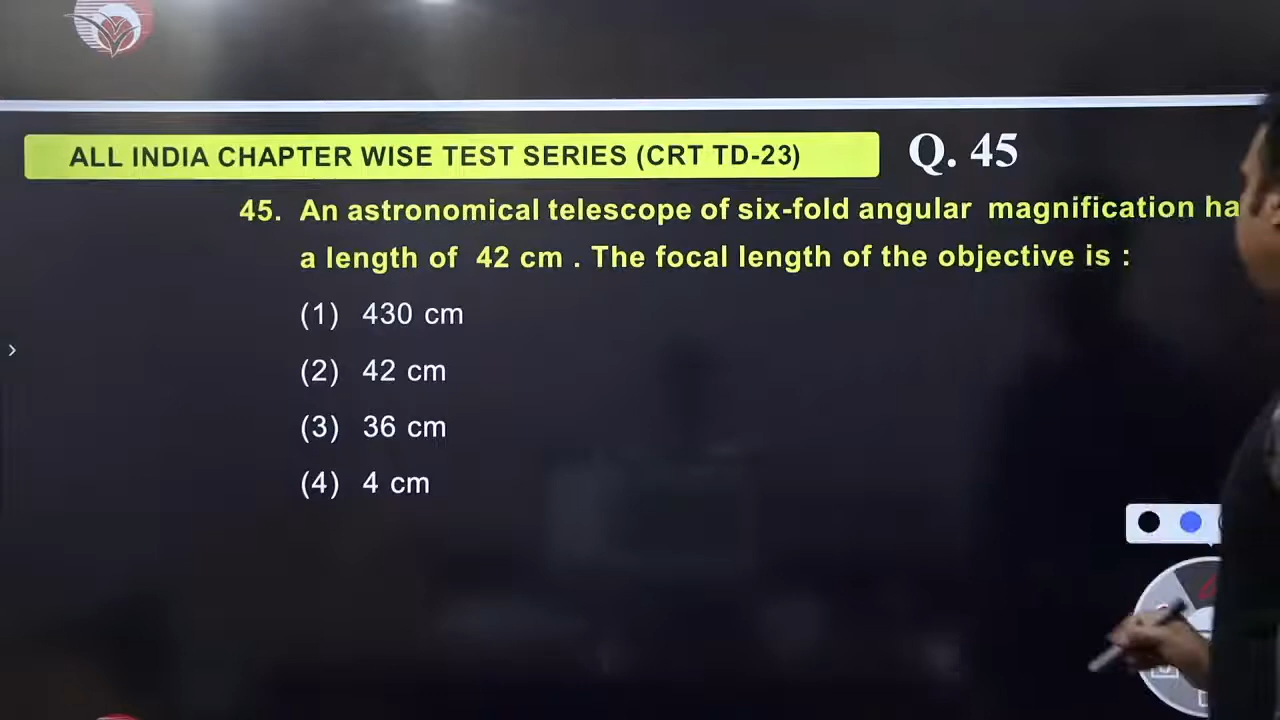 ALL INDIA CHAPTER WISE TEST SERIES (CRT TD-23)
Q. 45
45. An astronomical telescope of six-fold angular magnification
a length of 42 cm . The focal length of the objective is :
(1) 430 cm
(2) 42 cm
(3) 36 cm
(4) 4 cm